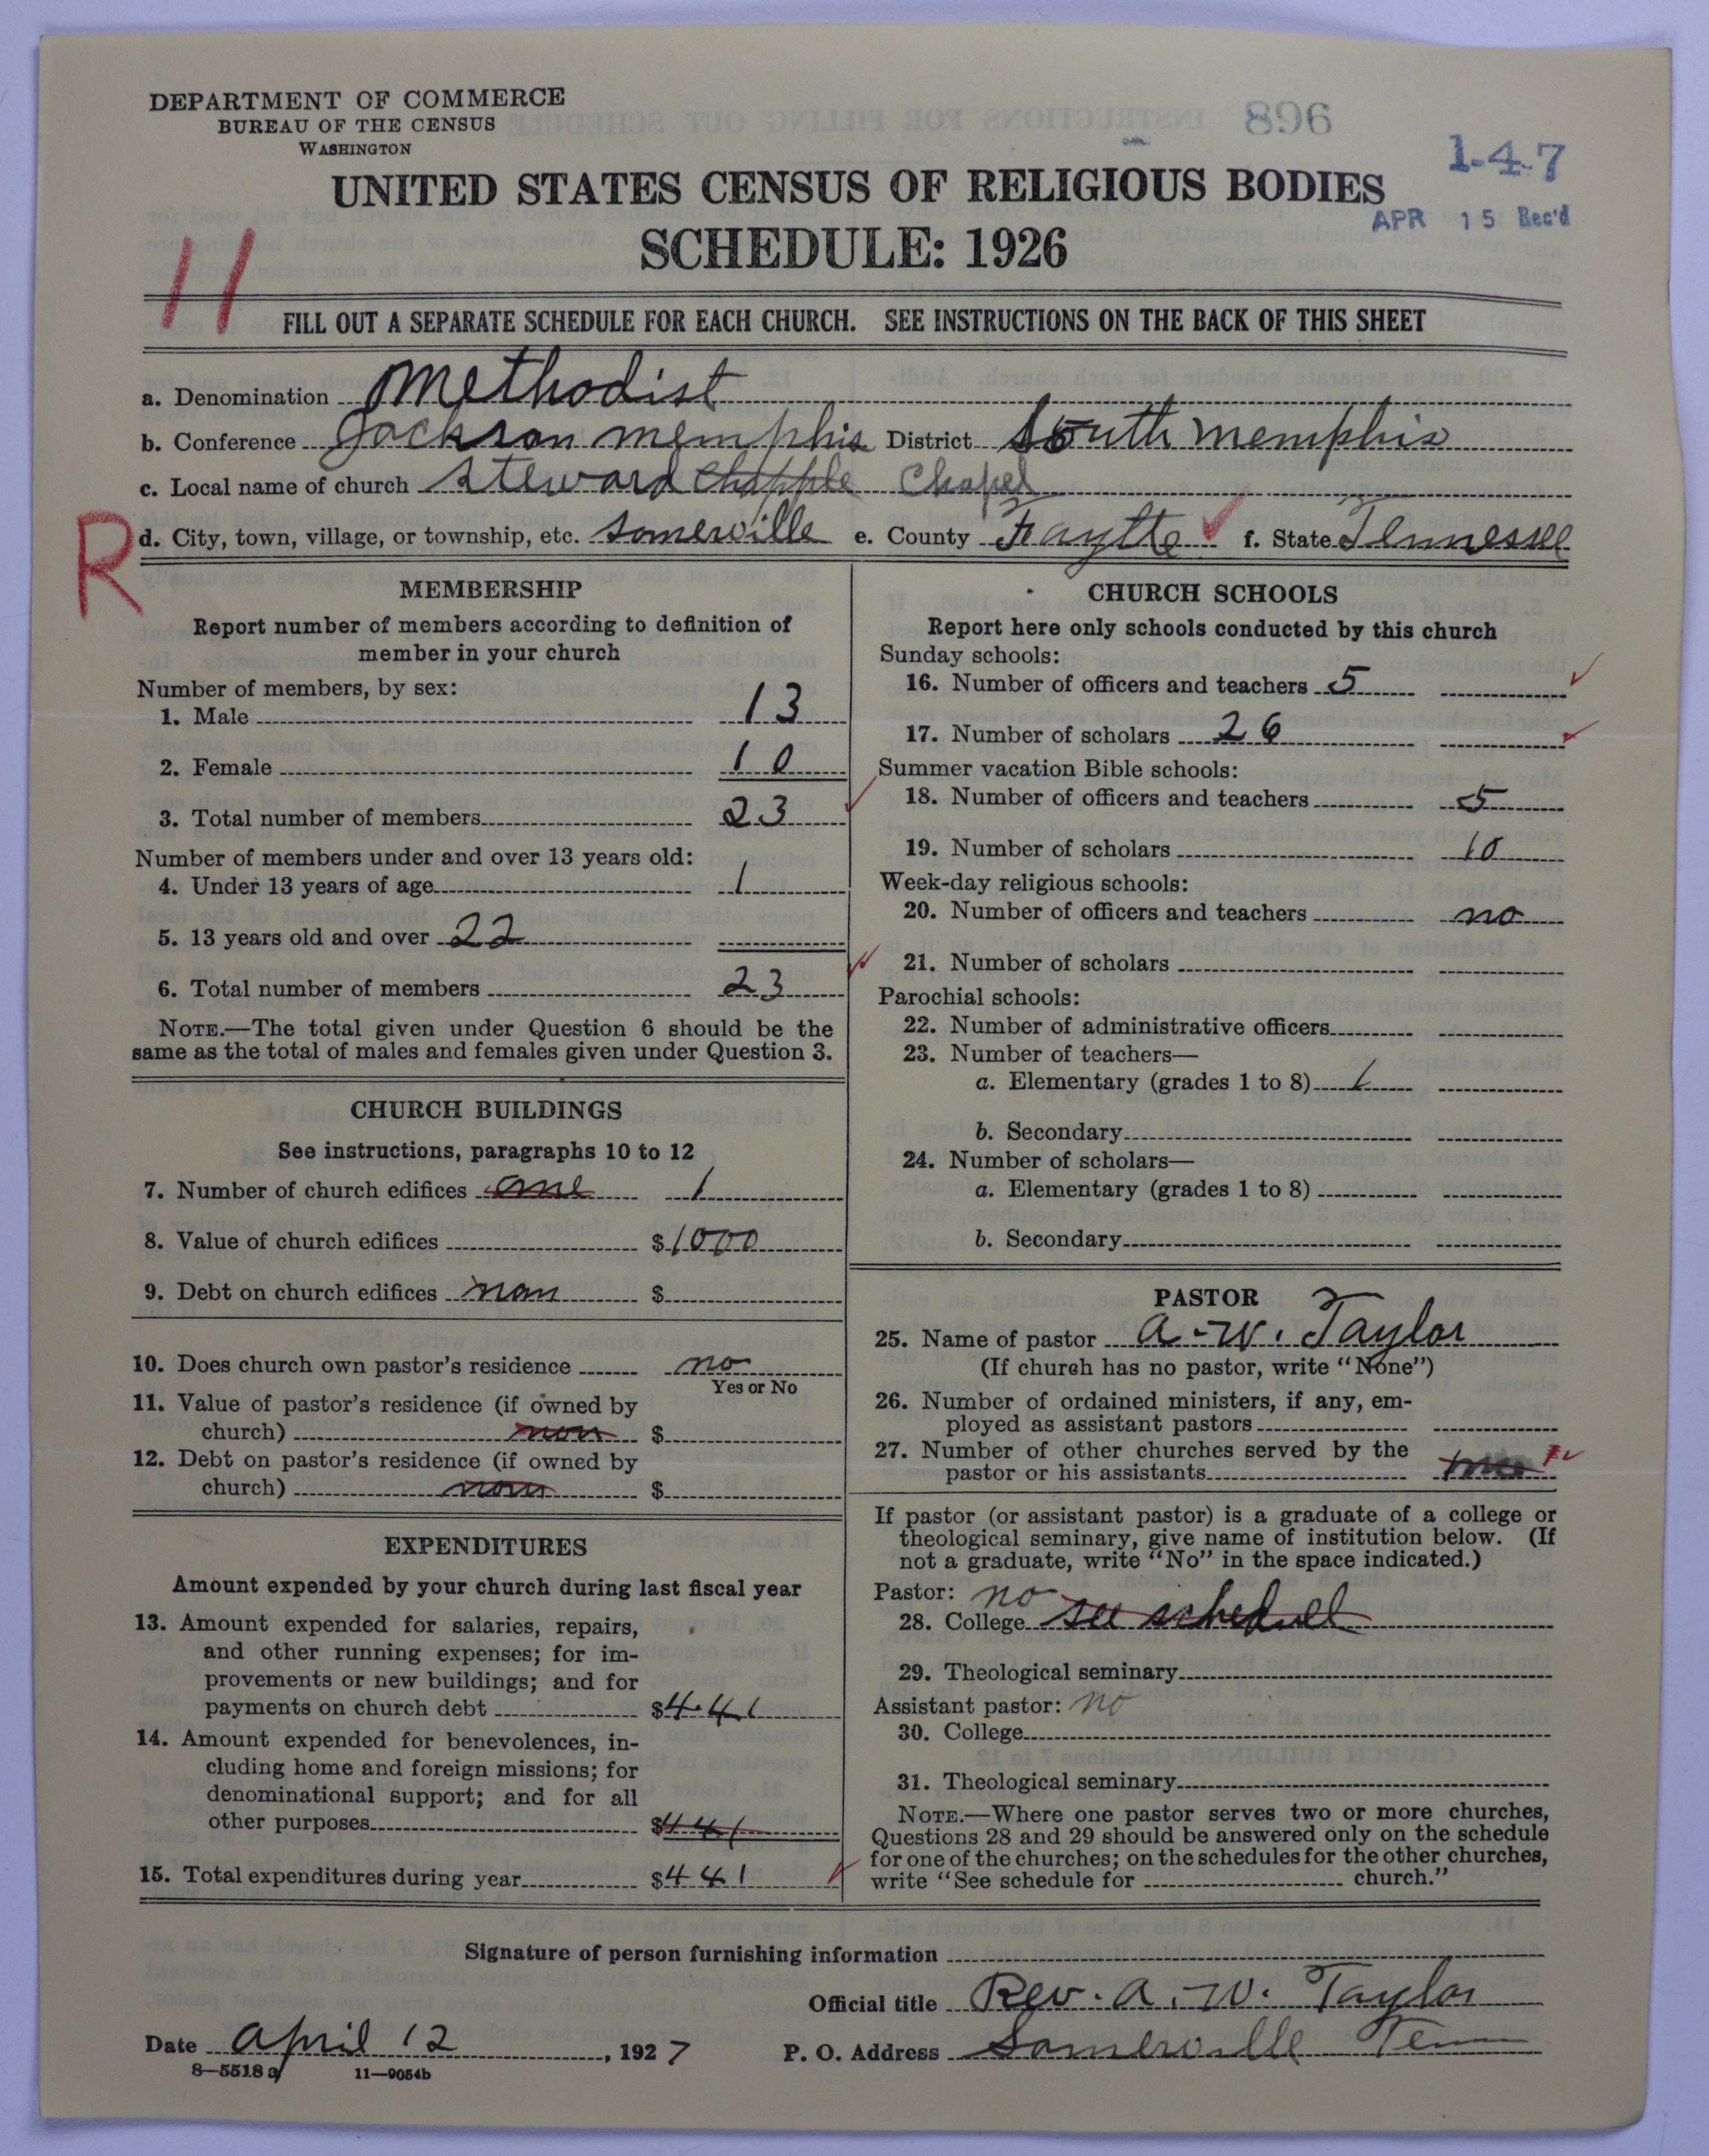 DEPARTMENT OF COMMERCE
BUREAU OF THE CENSUS
WASHINGTON
896
1-4-7
UNITED STATES CENSUS OF RELIGIOUS BODIES
APR 15 Rec'd
SCHEDULE: 1926
11
FILL OUT A SEPARATE SCHEDULE FOR EACH CHURCH. SEE INSTRUCTIONS ON THE BACK OF THIS SHEET
a. Denomination Methodist
b. Conference Jackson memphis District South memphis
c. Local name of church Steward Chapple Chapel
R
d. City, town, village, or township, etc. Somerville e. County Faytte f. State Tennessee
MEMBERSHIP
Report number of members according to definition of
member in your church
Number of members, by sex:
1. Male 13
2. Female 10
3. Total number of members 23
Number of members under and over 13 years old:
4. Under 13 years of age 1
5. 13 years old and over 22
6. Total number of members 23
NOTE.—The total given under Question 6 should be the
same as the total of males and females given under Question 3.
CHURCH BUILDINGS
See instructions, paragraphs 10 to 12
7. Number of church edifices one 1
8. Value of church edifices $1000
9. Debt on church edifices non $
10. Does church own pastor's residence no
Yes or No
11. Value of pastor's residence (if owned by
church) non $
12. Debt on pastor's residence (if owned by
church) non $
EXPENDITURES
Amount expended by your church during last fiscal year
13. Amount expended for salaries, repairs,
and other running expenses; for im-
provements or new buildings; and for
payments on church debt $441
14. Amount expended for benevolences, in-
cluding home and foreign missions; for
denominational support; and for all
other purposes $441
15. Total expenditures during year $441
CHURCH SCHOOLS
Report here only schools conducted by this church
Sunday schools:
16. Number of officers and teachers 5
17. Number of scholars 26
Summer vacation Bible schools:
18. Number of officers and teachers 5
19. Number of scholars 10
Week-day religious schools:
20. Number of officers and teachers no
21. Number of scholars
Parochial schools:
22. Number of administrative officers
23. Number of teachers—
a. Elementary (grades 1 to 8) 1
b. Secondary
24. Number of scholars—
a. Elementary (grades 1 to 8)
b. Secondary
PASTOR
25. Name of pastor A. W. Taylor
(If church has no pastor, write "None")
26. Number of ordained ministers, if any, em-
ployed as assistant pastors
27. Number of other churches served by the
pastor or his assistants
If pastor (or assistant pastor) is a graduate of a college or
theological seminary, give name of institution below. (If
not a graduate, write "No" in the space indicated.)
Pastor: no
28. College see scheduel
29. Theological seminary
Assistant pastor: no
30. College
31. Theological seminary
NOTE.—Where one pastor serves two or more churches,
Questions 28 and 29 should be answered only on the schedule
for one of the churches; on the schedules for the other churches,
write "See schedule for church."
Signature of person furnishing information
Official title Rev. A. W. Taylor
Date April 12, 1927 P. O. Address Somerville Tenn
8—5518 a 11—9054b